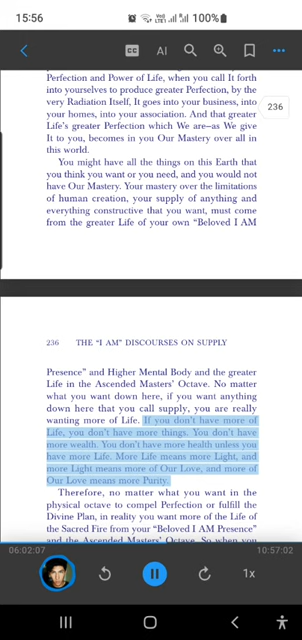 15:56
Vo)
LTE1
100%
CC
AI
Perfection and Power of Life, when you call It forth
into yourselves to produce greater Perfection, by the
very Radiation Itself, It goes into your business, into
your homes, into your association. And that greater
Life's greater Perfection which We are–as We give
It to you, becomes in you Our Mastery over all in
this world.
236
You might have all the things on this Earth that
you think you want or you need, and you would not
have Our Mastery. Your mastery over the limitations
of human creation, your supply of anything and
everything constructive that you want, must come
from the greater Life of your own “Beloved I AM
236 THE “I AM” DISCOURSES ON SUPPLY
Presence” and Higher Mental Body and the greater
Life in the Ascended Masters' Octave. No matter
what you want down here, if you want anything
down here that you call supply, you are really
wanting more of Life. If you don't have more of
Life, you don't have more things. You don't have
more wealth. You don't have more health unless you
have more Life. More Life means more Light, and
more Light means more of Our Love, and more of
Our Love means more Purity.
Therefore, no matter what you want in the
physical octave to compel Perfection or fulfill the
Divine Plan, in reality you want more of the Life of
the Sacred Fire from your “Beloved I AM Presence”
and the Ascended Masters' Octave. So when you
06:02:07
10:57:02
1x